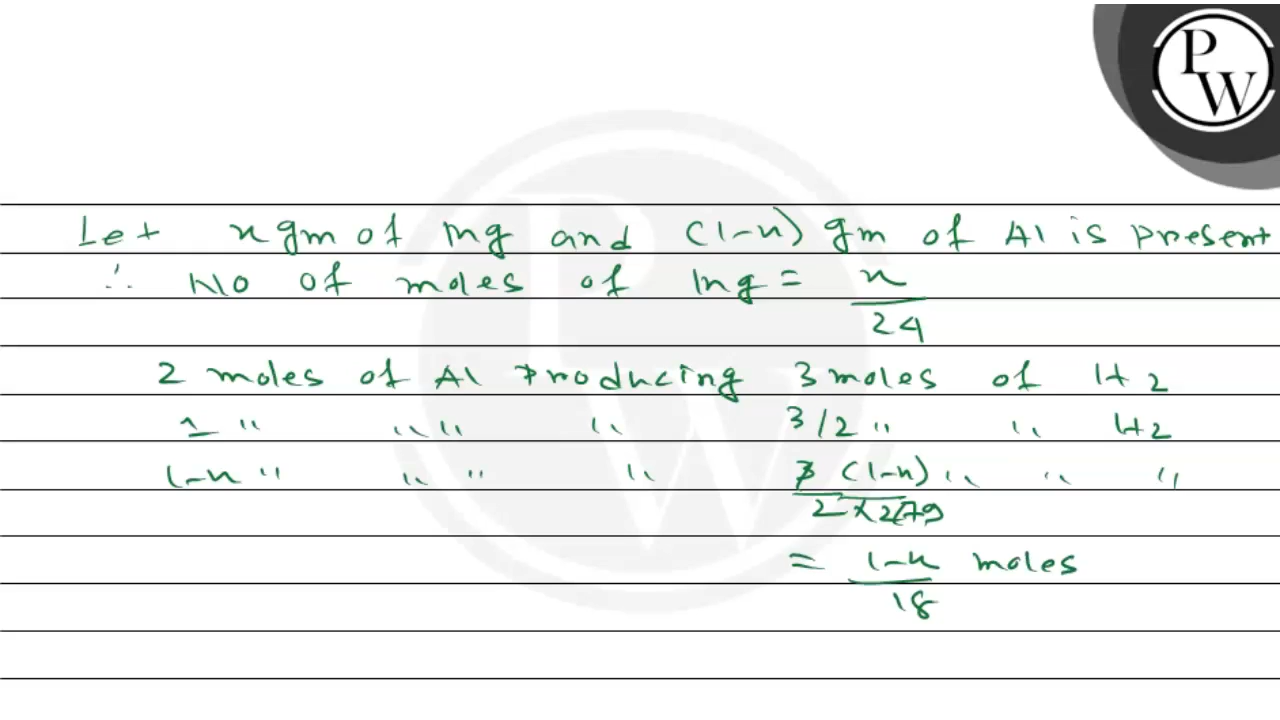 PW
Let x gm of Mg and (1-x) gm of Al is present
∴ No of moles of Mg = x/24
2 moles of Al producing 3 moles of H2
1 " " " " 3/2 " " H2
1-x " " " " 3(1-x)/2×27 9 " " "
= 1-x/18 moles